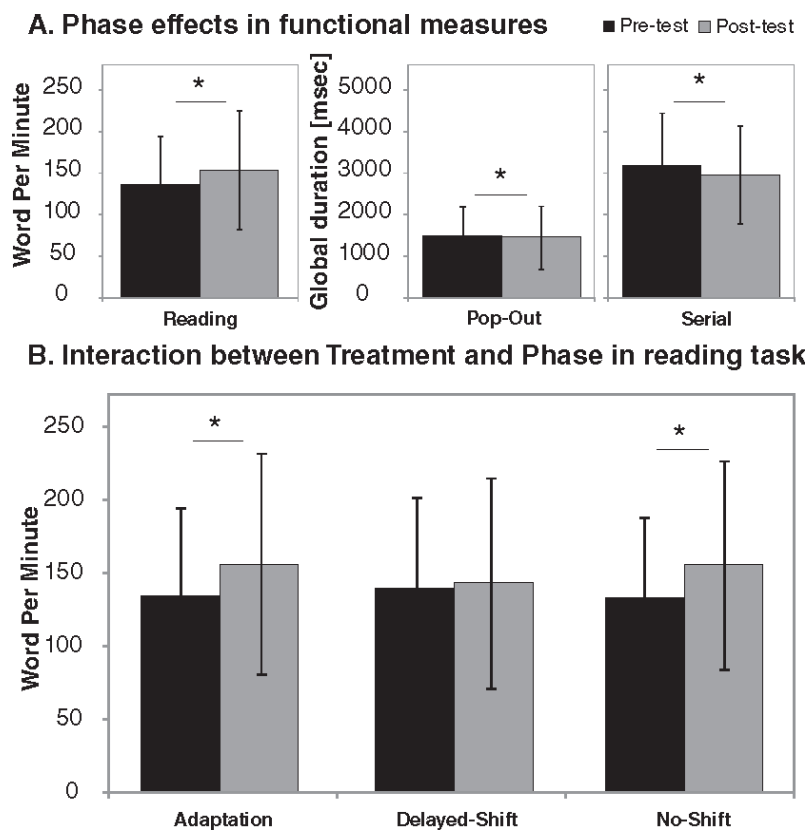 A. Phase effects in functional measures
Pre-test Post-test
Word Per Minute
250
200
150
100
50
0
*
Reading
Global duration [msec]
5000
4000
3000
2000
1000
0
*
Pop-Out
*
Serial
B. Interaction between Treatment and Phase in reading task
Word Per Minute
250
200
150
100
50
0
*
*
Adaptation Delayed-Shift No-Shift